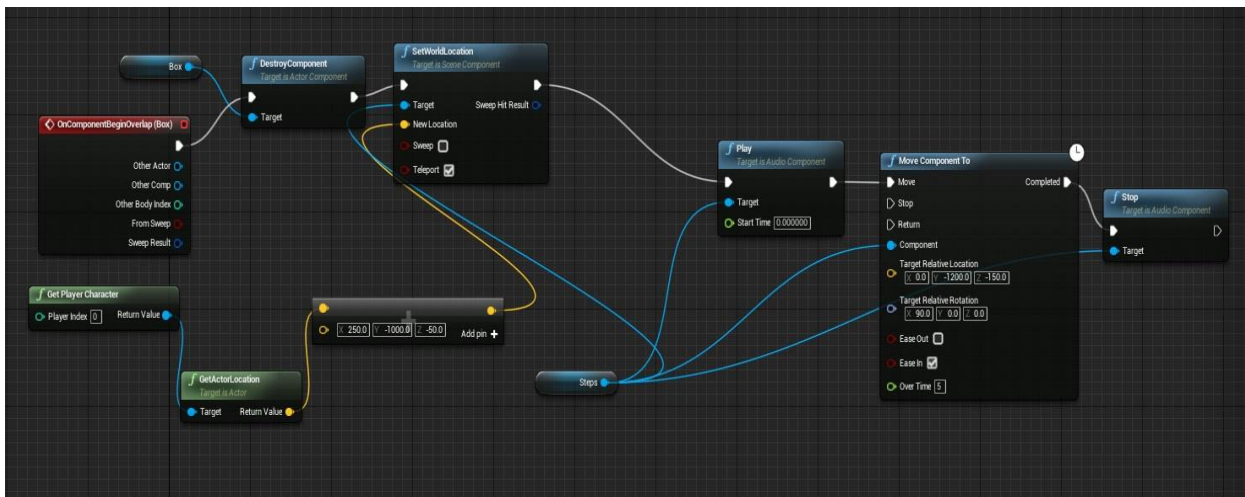 Box
f DestroyComponent
Target is Actor Component
Target
f SetWorldLocation
Target is Scene Component
Target
Sweep Hit Result
New Location
Sweep
Teleport
OnComponentBeginOverlap (Box)
Other Actor
Other Comp
Other Body Index
From Sweep
Sweep Result
f Get Player Character
Player Index 0 Return Value
f GetActorLocation
Target is Actor
Target Return Value
X 250.0 Y -1000.0 Z -50.0 Add pin +
Steps
f Play
Target is Audio Component
Target
Start Time 0.000000
f Move Component To
Move Completed
Stop
Return
Component
Target Relative Location
X 0.0 Y -1200.0 Z -150.0
Target Relative Rotation
X 90.0 Y 0.0 Z 0.0
Ease Out
Ease In
Over Time 5
f Stop
Target is Audio Component
Target